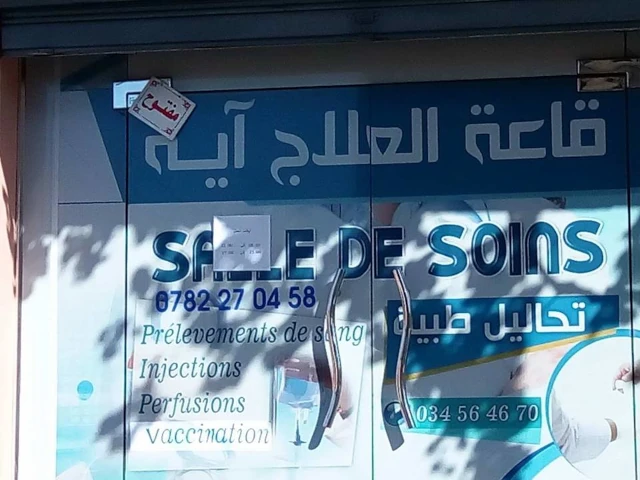 مفتوح
قاعة العلاج آية
SALLE DE SOINS
0782 27 04 58
Prélevements de sang
Injections
Perfusions
vaccination
تحاليل طبية
034 56 46 70